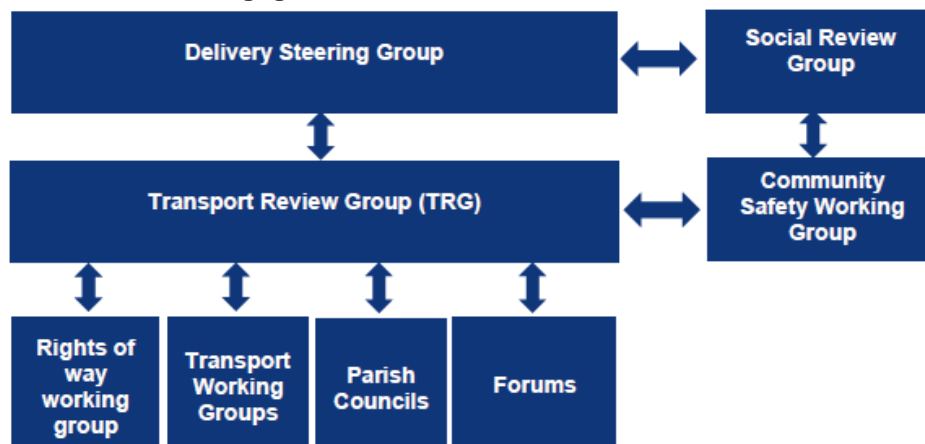 Delivery Steering Group
Social Review
Group
Transport Review Group (TRG)
Community
Safety Working
Group
Rights of
way
working
group
Transport
Working
Groups
Parish
Councils
Forums